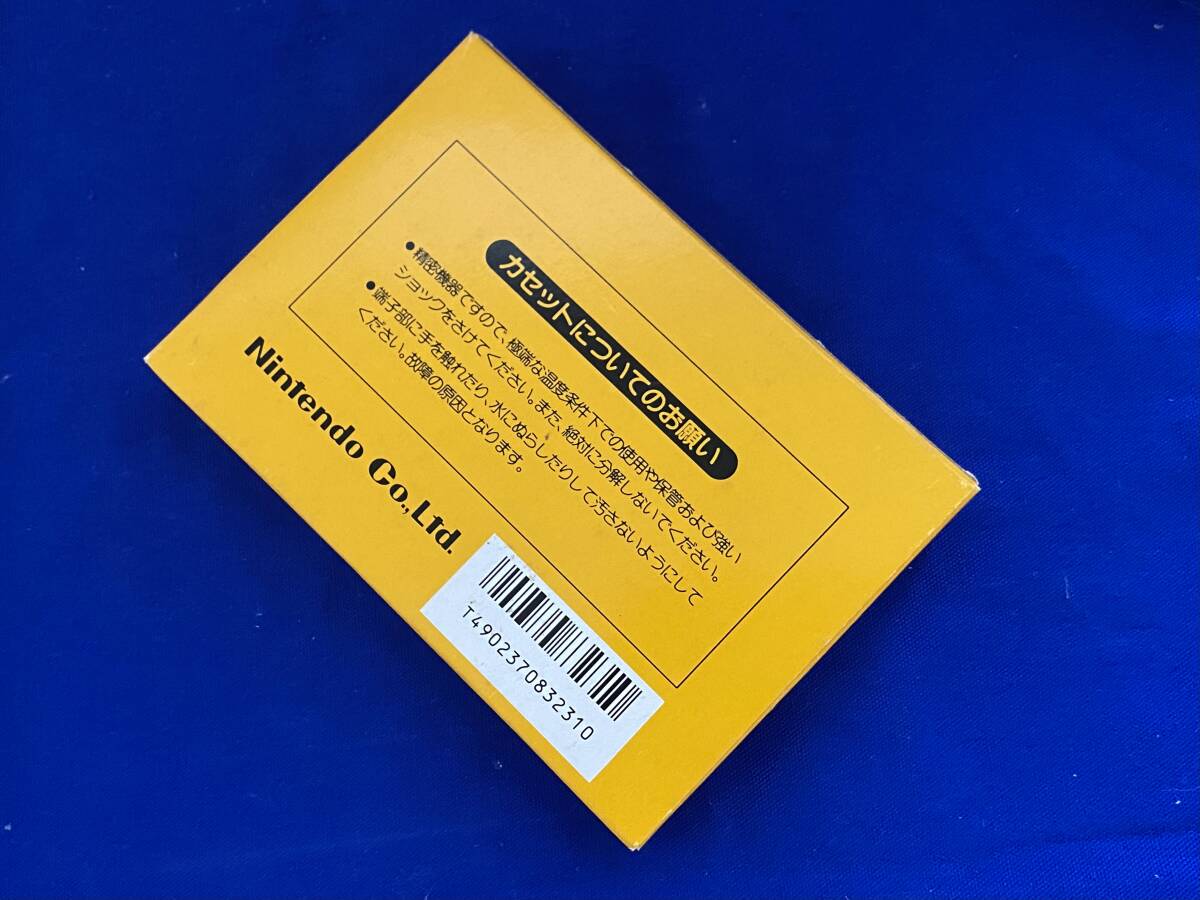 カセットについてのお願い
●精密機器ですので、極端な温度条件下での使用や保管および強い
ショックをさけてください。また、絶対に分解しないでください。
●端子部に手を触れたり、水にぬらしたりして汚さないようにして
ください。故障の原因となります。
Nintendo Co.,Ltd.
T4902370832310